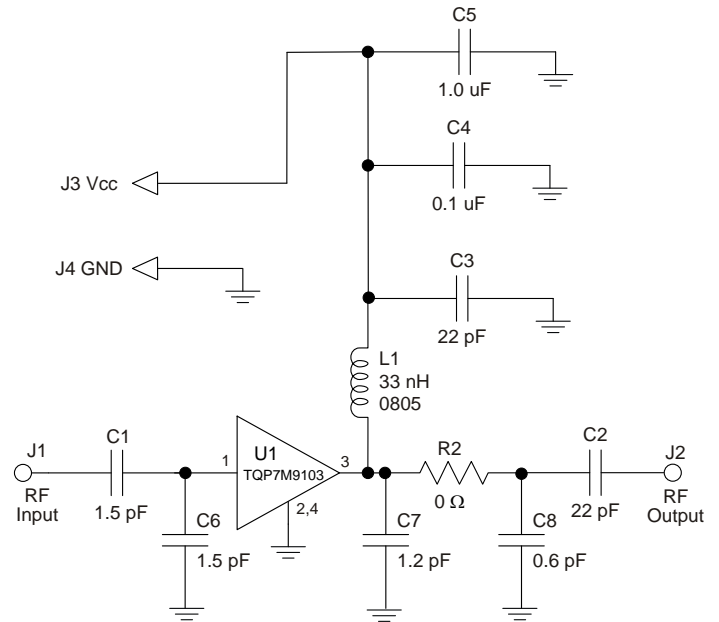 C5
1.0 uF
C4
0.1 uF
J3 Vcc
J4 GND
C3
22 pF
L1
33 nH
0805
J1
RF
Input
C1
1.5 pF
1
U1
TQP7M9103
3
2,4
C6
1.5 pF
R2
0 Ω
C7
1.2 pF
C8
0.6 pF
C2
22 pF
J2
RF
Output